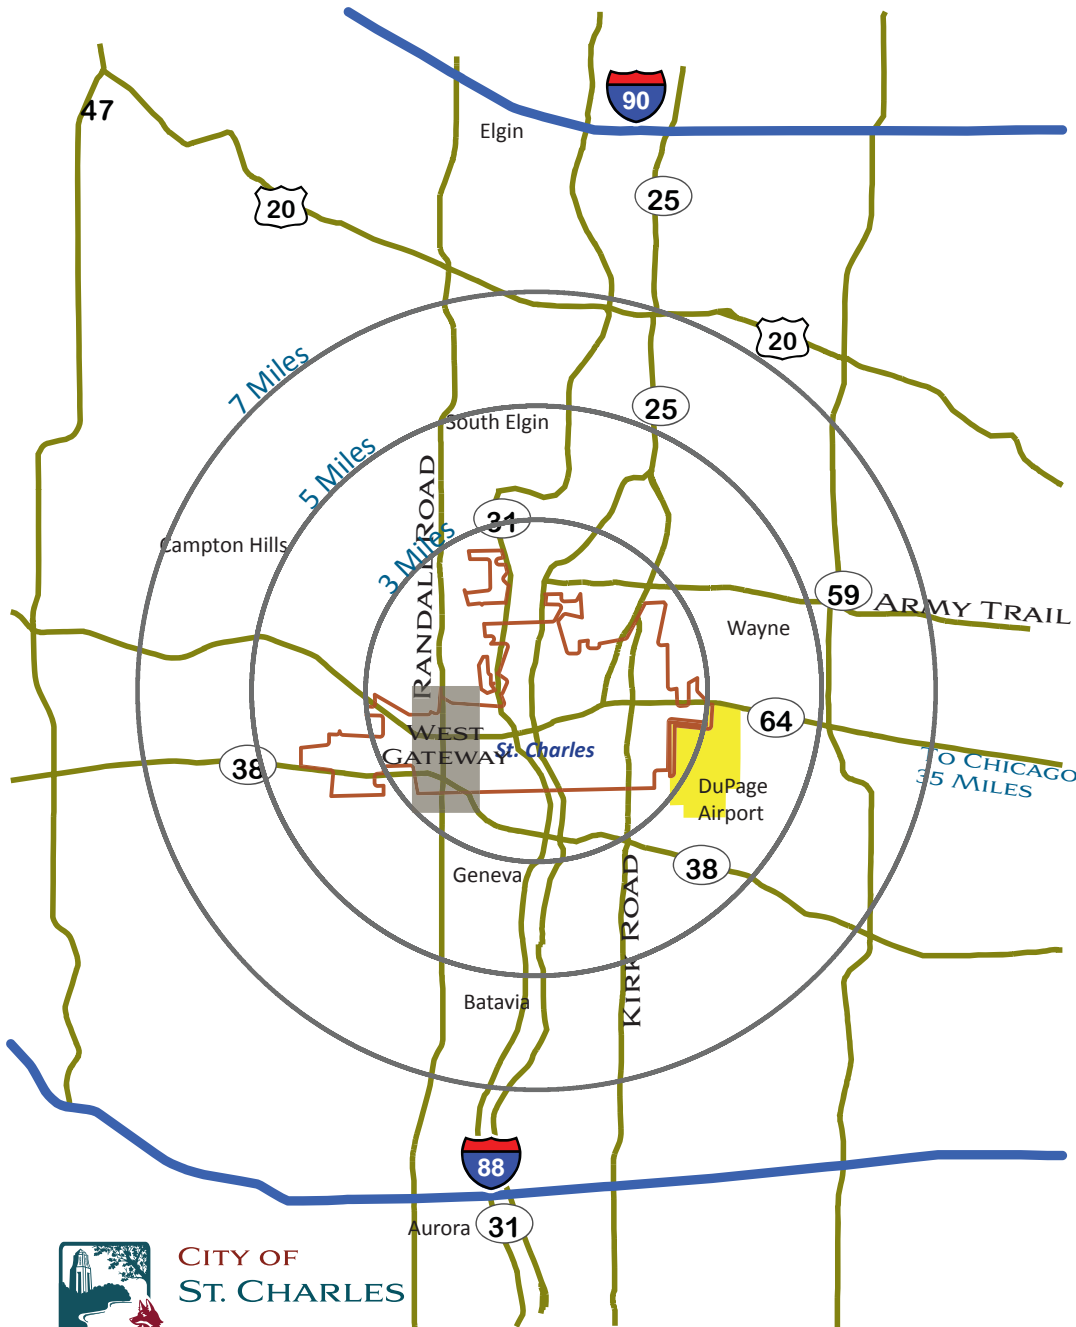 90
47
Elgin
25
20
20
7 Miles
25
South Elgin
5 Miles
RANDALL ROAD
31
3 Miles
Campton Hills
59
ARMY TRAIL
Wayne
64
WEST
GATEWAY
St. Charles
38
TO CHICAGO
35 MILES
DuPage
Airport
38
Geneva
KIRK ROAD
Batavia
88
Aurora
31
CITY OF
ST. CHARLES